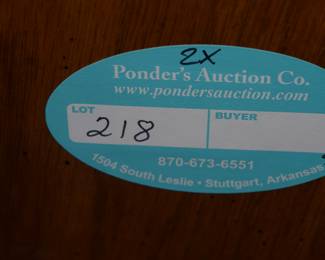 2X
Ponder's Auction Co.
www.pondersauction.com
LOT
218
BUYER
870-673-6551
1504 South Leslie • Stuttgart, Arkansas